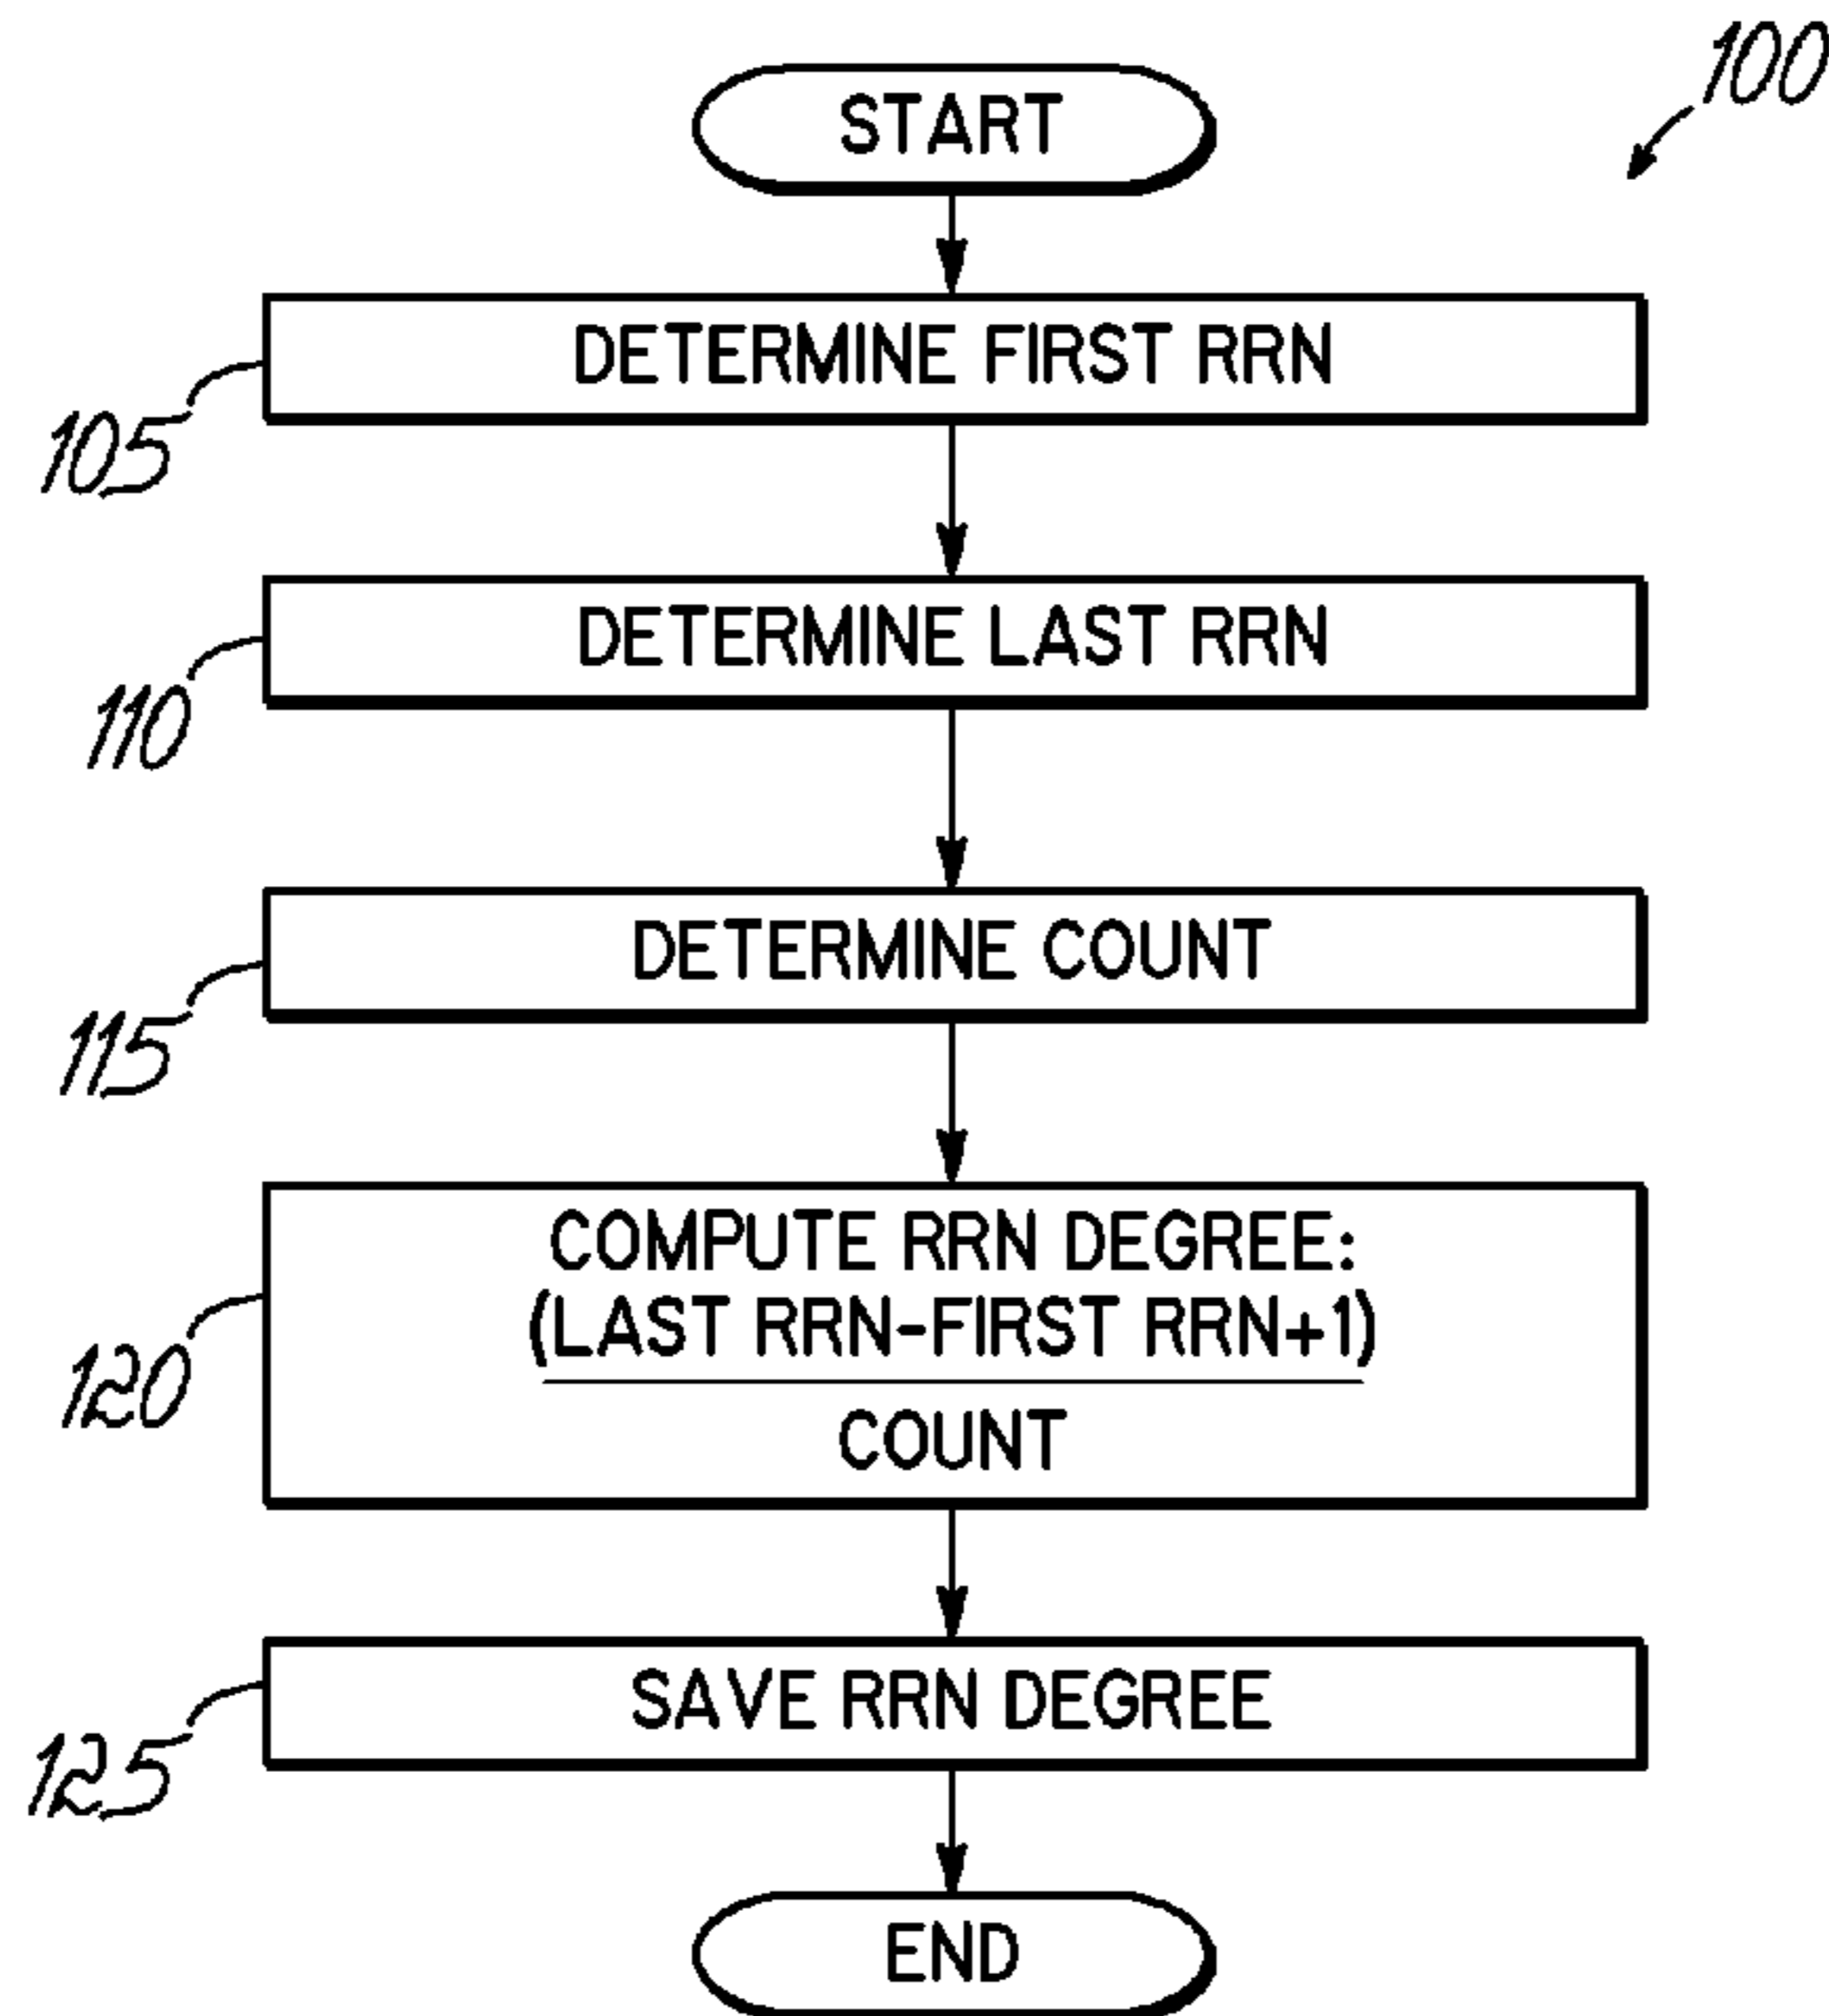 100
START
DETERMINE FIRST RRN
105
DETERMINE LAST RRN
110
DETERMINE COUNT
115
COMPUTE RRN DEGREE:
(LAST RRN-FIRST RRN+1)
COUNT
120
SAVE RRN DEGREE
125
END